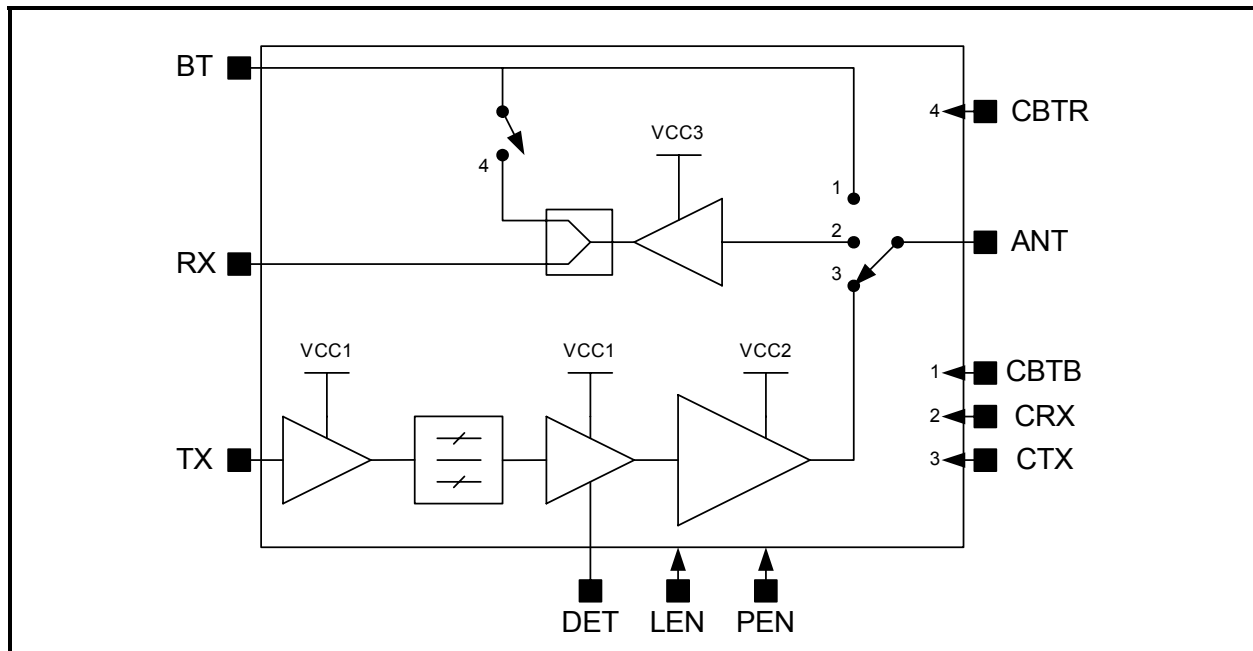 BT
4 CBTR
VCC3
4
1
2
ANT
3
RX
VCC1
VCC1
VCC2
1 CBTB
2 CRX
3 CTX
TX
DET
LEN
PEN